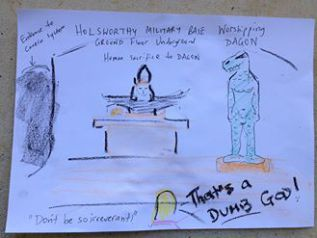 Entrance to
Cavern System
HOLSWORTHY MILITARY BASE
GROUND Floor Underground
Human Sacrifice to DAGON
Worshipping
DAGON
That's a
DUMB God!
"Don't be so irreverant!"